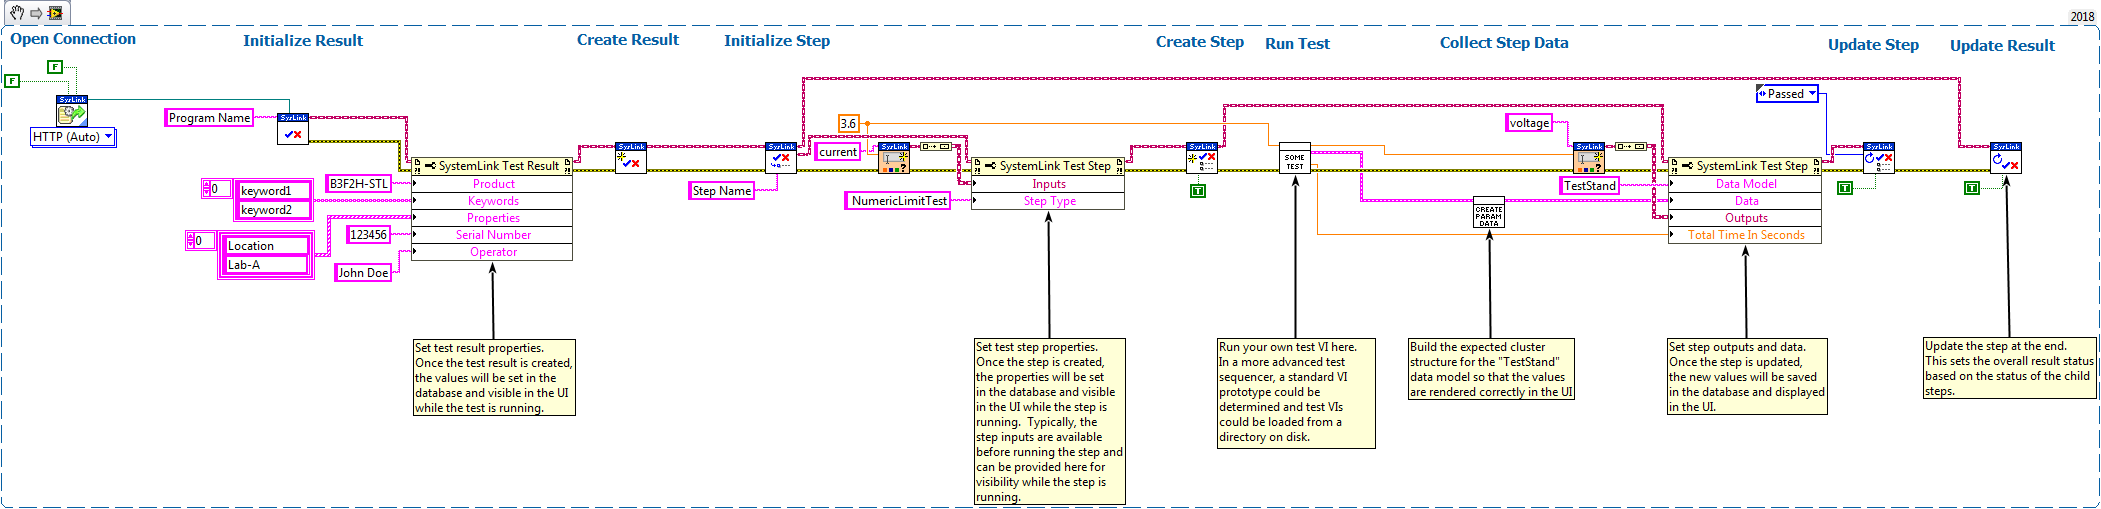 2018
Open Connection
Initialize Result
Create Result
Initialize Step
Create Step
Run Test
Collect Step Data
Update Step
Update Result
F
F
SysLink
HTTP (Auto)
Program Name
SysLink
0
keyword1
keyword2
0
Location
Lab-A
B3F2H-STL
123456
John Doe
SystemLink Test Result
Product
Keywords
Properties
Serial Number
Operator
SysLink
SysLink
Step Name
3.6
current
SysLink
NumericLimitTest
SystemLink Test Step
Inputs
Step Type
SysLink
T
SOME
TEST
CREATE
PARAM
DATA
voltage
SysLink
TestStand
SystemLink Test Step
Data Model
Data
Outputs
Total Time In Seconds
Passed
SysLink
T
SysLink
T
Set test result properties.
Once the test result is created,
the values will be set in the
database and visible in the UI
while the test is running.
Set test step properties.
Once the step is created,
the properties will be set
in the database and visible
in the UI while the step is
running.  Typically, the
step inputs are available
before running the step and
can be provided here for
visibility while the step is
running.
Run your own test VI here.
In a more advanced test
sequencer, a standard VI
prototype could be
determined and test VIs
could be loaded from a
directory on disk.
Build the expected cluster
structure for the "TestStand"
data model so that the values
are rendered correctly in the UI
Set step outputs and data.
Once the step is updated,
the new values will be saved
in the database and displayed
in the UI.
Update the step at the end.
This sets the overall result status
based on the status of the child
steps.